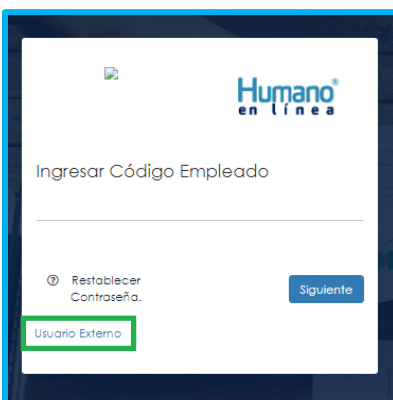 Humano®
en línea
Ingresar Código Empleado
Restablecer
Contraseña.
Siguiente
Usuario Externo